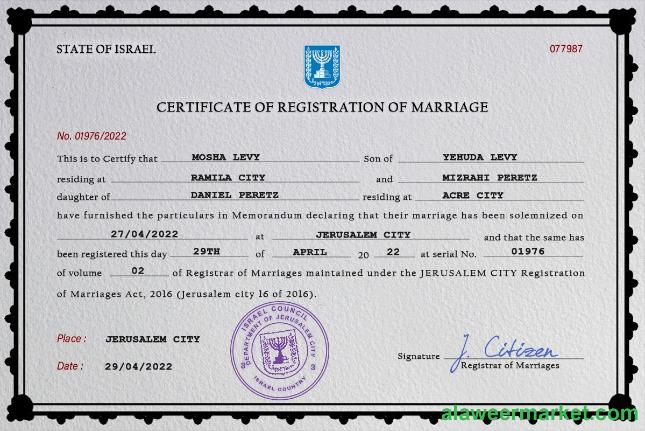 STATE OF ISRAEL
077987
CERTIFICATE OF REGISTRATION OF MARRIAGE
No. 01976/2022
This is to Certify that MOSHA LEVY Son of YEHUDA LEVY
residing at RAMILA CITY and MIZRAHI PERETZ
daughter of DANIEL PERETZ residing at ACRE CITY
have furnished the particulars in Memorandum declaring that their marriage has been solemnized on
27/04/2022 at JERUSALEM CITY and that the same has
been registered this day 29TH of APRIL 20 22 at serial No. 01976
of volume 02 of Registrar of Marriages maintained under the JERUSALEM CITY Registration
of Marriages Act, 2016 (Jerusalem city 16 of 2016).
ISRAEL COUNCIL
DEPARTMENT OF JERUSALEM CITY
ISRAEL COUNTRY
Place : JERUSALEM CITY
Date : 29/04/2022
Signature J. Citizen
Registrar of Marriages
alaweermarket.com